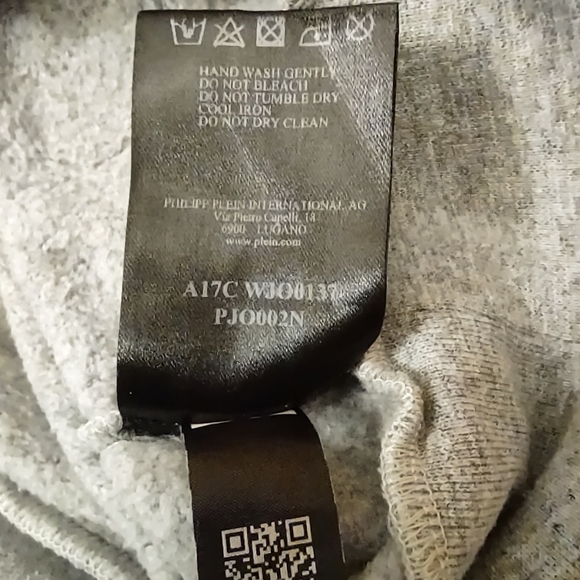 HAND WASH GENTLY
DO NOT BLEACH
DO NOT TUMBLE DRY
COOL IRON
DO NOT DRY CLEAN
PHILIPP PLEIN INTERNATIONAL AG
Via Pietro Capelli, 18
6900 LUGANO
www.plein.com
A17C WJO0137
PJO002N